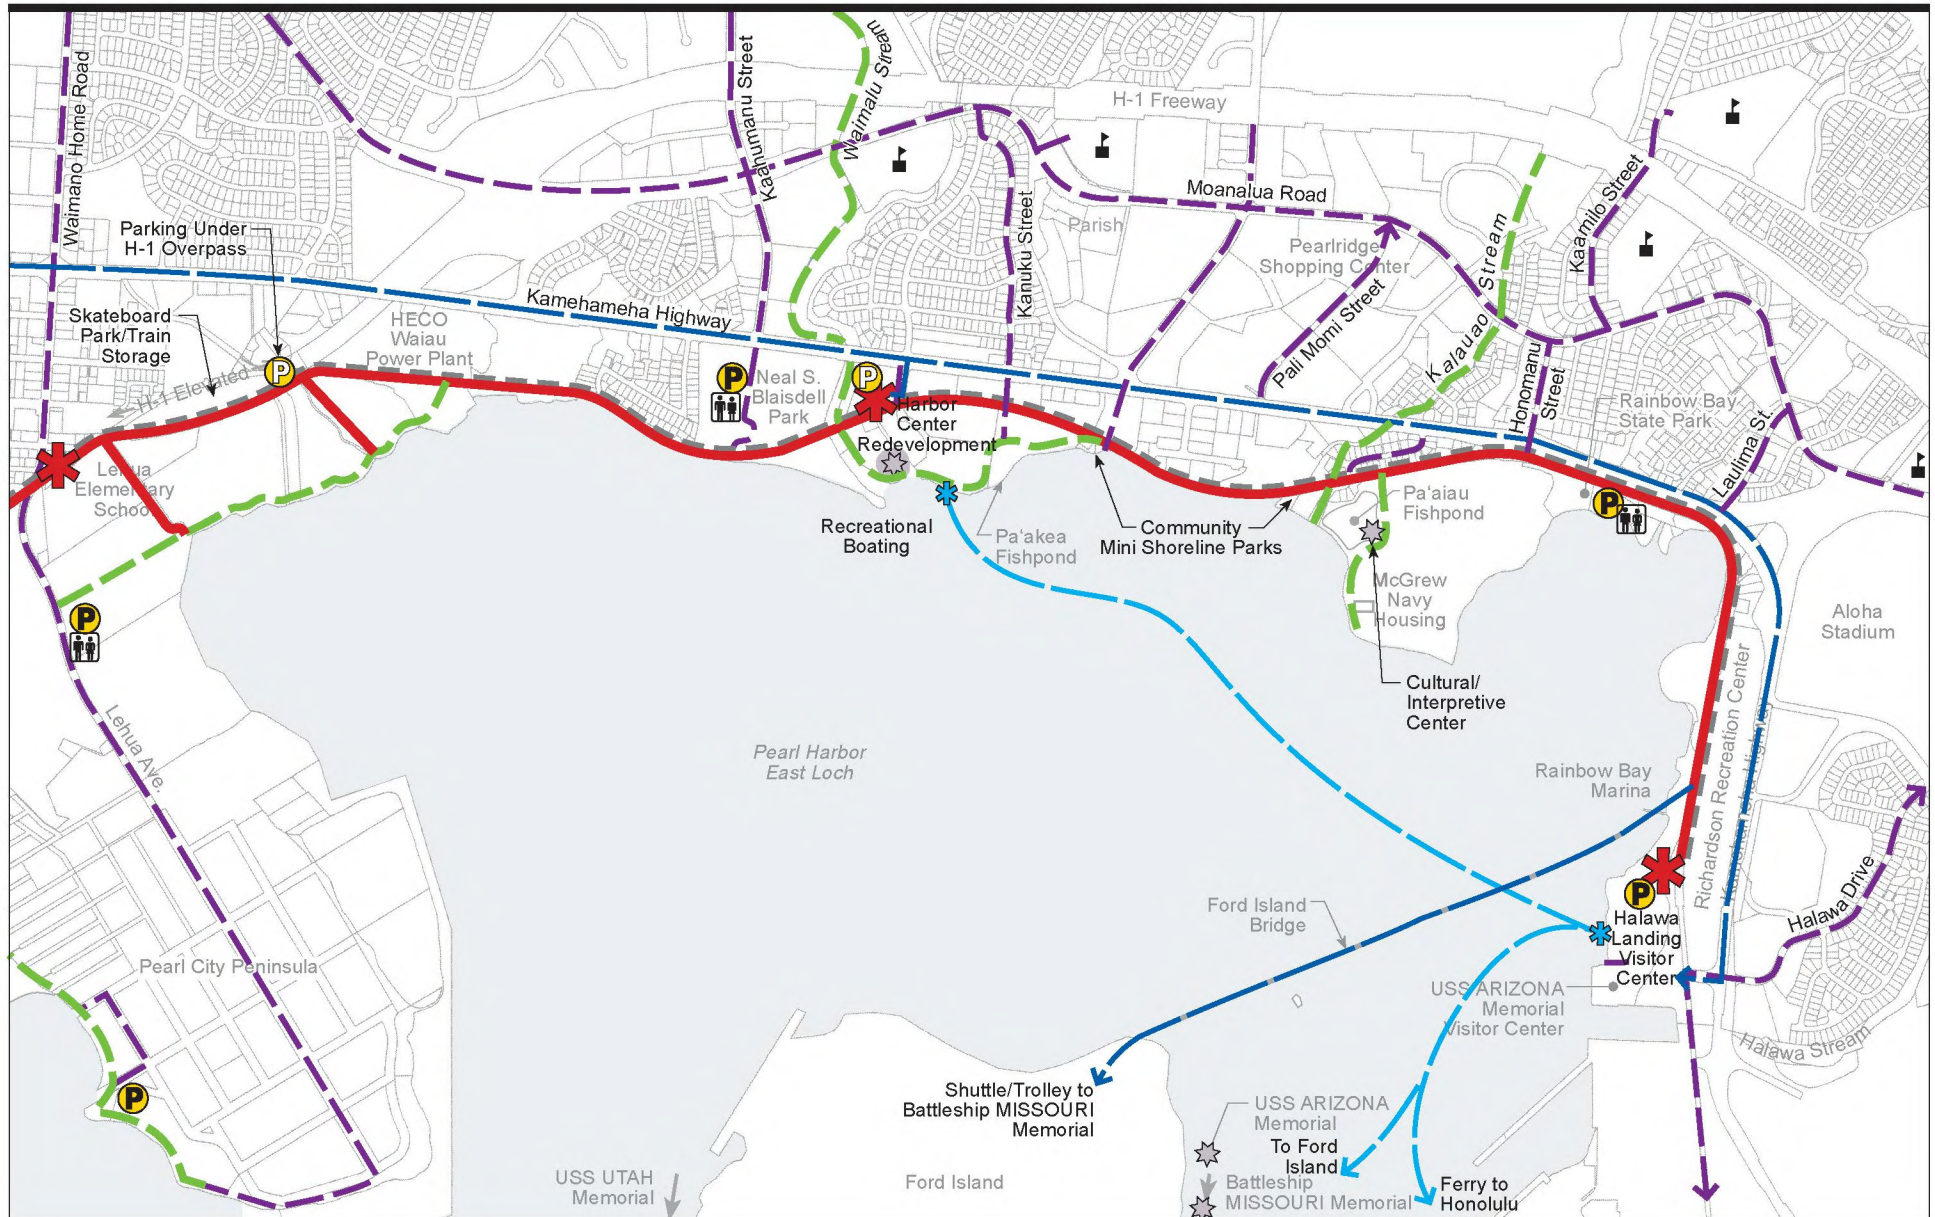 Waimano Home Road
Kaahumanu Street
Waimalu Stream
H-1 Freeway
Moanalua Road
Parish
Kanuku Street
Pearlridge
Shopping Center
Pali Momi Street
Kalauao Stream
Kaamilo Street
Honomanu
Street
Laulima St.
Parking Under
H-1 Overpass
Skateboard
Park/Train
Storage
H-1 Elevated
HECO
Waiau
Power Plant
Kamehameha Highway
P
P
Neal S.
Blaisdell
Park
P
Harbor
Center
Redevelopment
Rainbow Bay
State Park
Lehua
Elementary
School
Recreational
Boating
Pa'akea
Fishpond
Community
Mini Shoreline Parks
Pa'aiau
Fishpond
P
McGrew
Navy
Housing
Aloha
Stadium
P
Cultural/
Interpretive
Center
Lehua Ave.
Pearl Harbor
East Loch
Rainbow Bay
Marina
Richardson Recreation Center
Kamehameha Highway
Ford Island
Bridge
P
Halawa
Landing
Visitor
Center
Halawa Drive
Pearl City Peninsula
USS ARIZONA
Memorial
Visitor Center
Halawa Stream
P
Shuttle/Trolley to
Battleship MISSOURI
Memorial
USS ARIZONA
Memorial
To Ford
Island
USS UTAH
Memorial
Ford Island
Battleship
MISSOURI Memorial
Ferry to
Honolulu